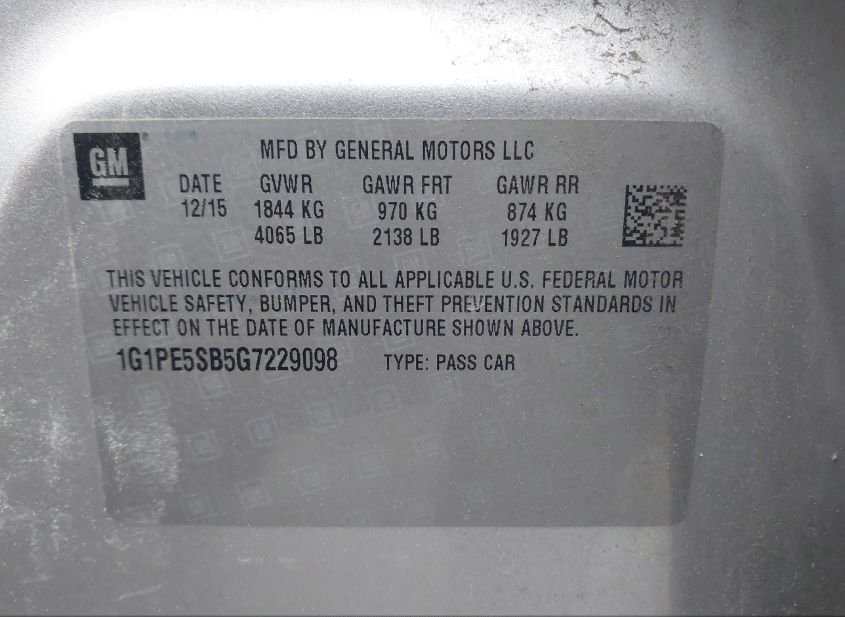 GM
MFD BY GENERAL MOTORS LLC
DATE GVWR GAWR FRT GAWR RR
12/15 1844 KG 970 KG 874 KG
4065 LB 2138 LB 1927 LB
THIS VEHICLE CONFORMS TO ALL APPLICABLE U.S. FEDERAL MOTOR
VEHICLE SAFETY, BUMPER, AND THEFT PREVENTION STANDARDS IN
EFFECT ON THE DATE OF MANUFACTURE SHOWN ABOVE.
1G1PE5SB5G7229098 TYPE: PASS CAR